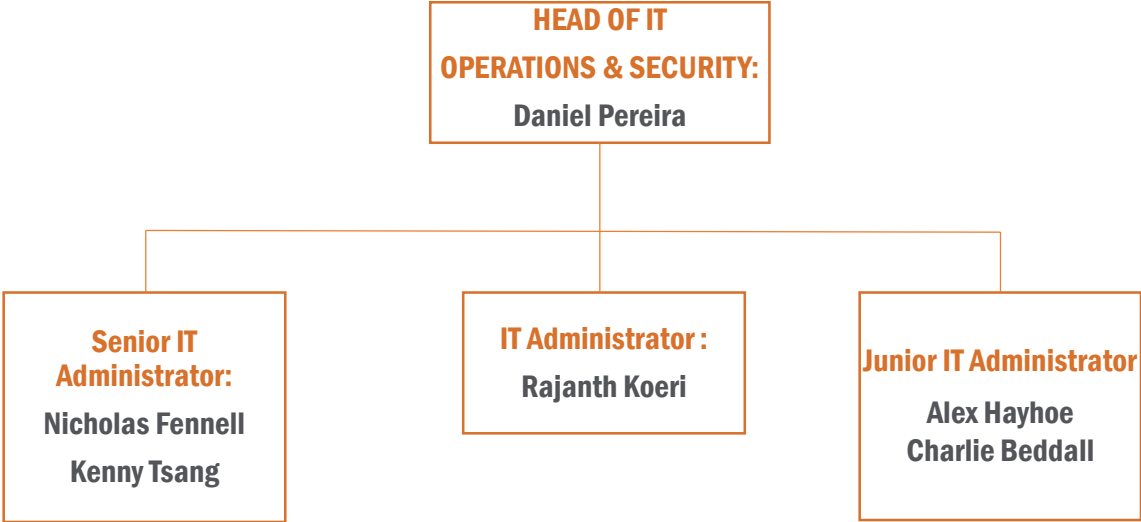 HEAD OF IT
OPERATIONS & SECURITY:
Daniel Pereira
Senior IT
Administrator:
Nicholas Fennell
Kenny Tsang
IT Administrator :
Rajanth Koeri
Junior IT Administrator
Alex Hayhoe
Charlie Beddall